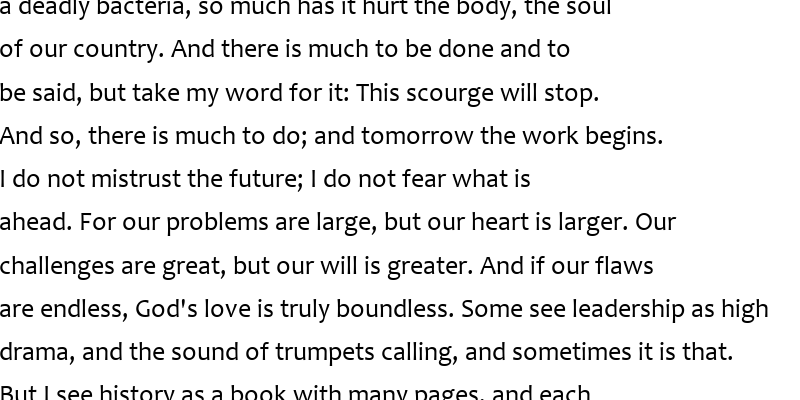 a deadly bacteria, so much has it hurt the body, the soul
of our country. And there is much to be done and to
be said, but take my word for it: This scourge will stop.
And so, there is much to do; and tomorrow the work begins.
I do not mistrust the future; I do not fear what is
ahead. For our problems are large, but our heart is larger. Our
challenges are great, but our will is greater. And if our flaws
are endless, God's love is truly boundless. Some see leadership as high
drama, and the sound of trumpets calling, and sometimes it is that.
But I see history as a book with many pages, and each